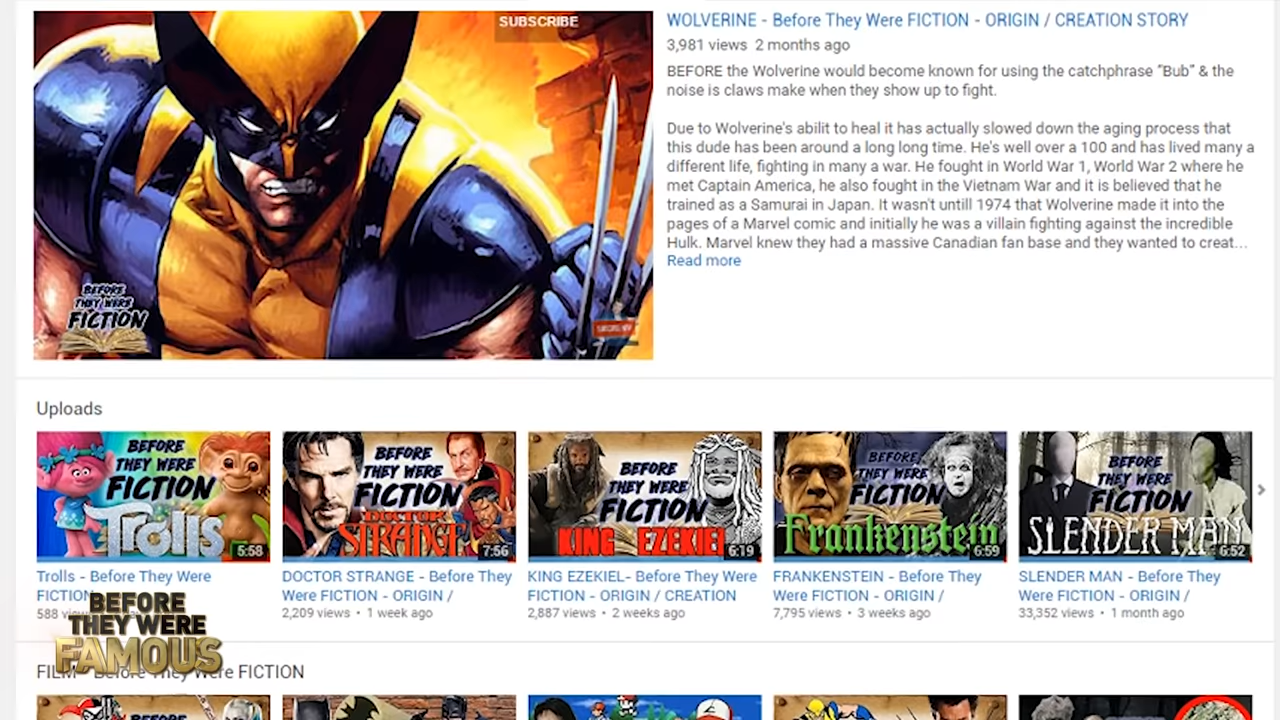 SUBSCRIBE
WOLVERINE - Before They Were FICTION - ORIGIN / CREATION STORY
3,981 views 2 months ago
BEFORE the Wolverine would become known for using the catchphrase "Bub" & the
noise is claws make when they show up to fight.
Due to Wolverine's abilit to heal it has actually slowed down the aging process that
this dude has been around a long long time. He's well over a 100 and has lived many a
different life, fighting in many a war. He fought in World War 1, World War 2 where he
met Captain America, he also fought in the Vietnam War and it is believed that he
trained as a Samurai in Japan. It wasn't untill 1974 that Wolverine made it into the
pages of a Marvel comic and initially he was a villain fighting against the incredible
Hulk. Marvel knew they had a massive Canadian fan base and they wanted to creat...
Read more
BEFORE
THEY WERE
FICTION
SUBSCRIBE NOW
Uploads
BEFORE
THEY WERE
FICTION
Trolls
5:58
BEFORE
THEY WERE
FICTION
DOCTOR
STRANGE
7:56
BEFORE
THEY WERE
FICTION
KING EZEKIEL
6:19
BEFORE
THEY WERE
FICTION
Frankenstein
6:59
BEFORE
THEY WERE
FICTION
SLENDER MAN
6:52
Trolls - Before They Were
FICTION
588
DOCTOR STRANGE - Before They
Were FICTION - ORIGIN /
2,209 views • 1 week ago
KING EZEKIEL- Before They Were
FICTION - ORIGIN / CREATION
2,887 views • 2 weeks ago
FRANKENSTEIN - Before They
Were FICTION - ORIGIN /
7,795 views • 3 weeks ago
SLENDER MAN - Before They
Were FICTION - ORIGIN /
33,352 views • 1 month ago
BEFORE
THEY WERE
FAMOUS
FILM - Before They Were FICTION
BEFORE